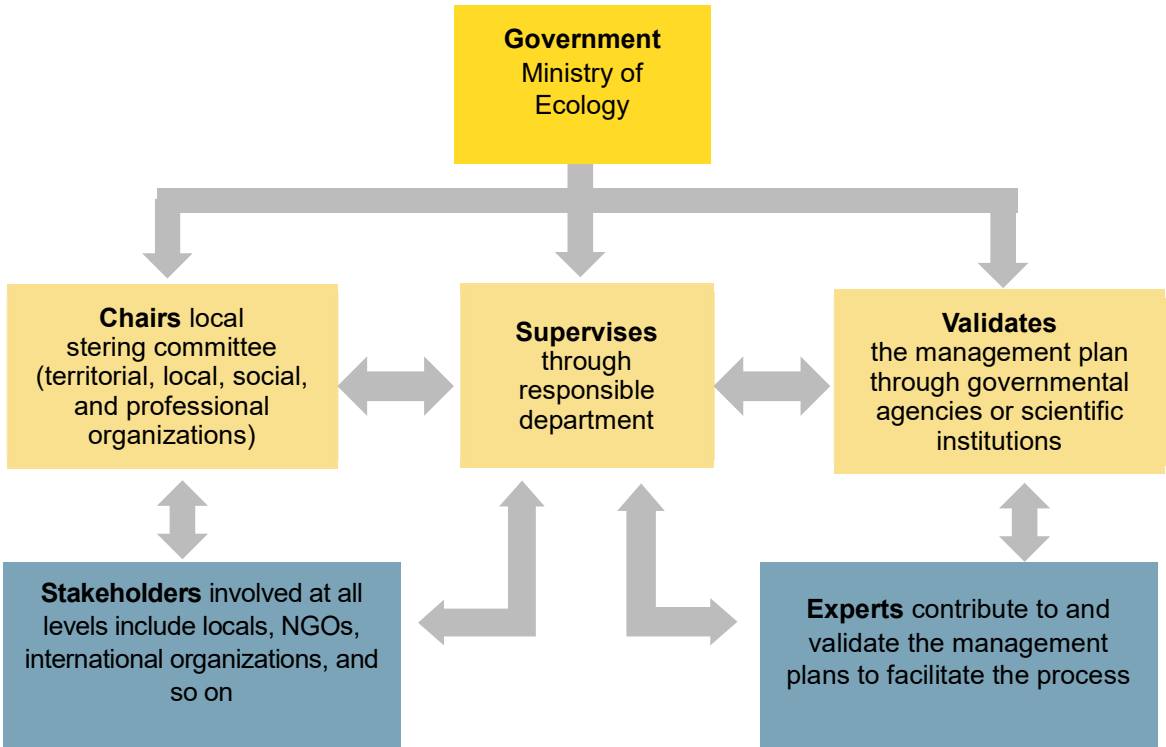 Government
Ministry of
Ecology
Chairs local
stering committee
(territorial, local, social,
and professional
organizations)
Supervises
through
responsible
department
Validates
the management plan
through governmental
agencies or scientific
institutions
Stakeholders involved at all
levels include locals, NGOs,
international organizations, and
so on
Experts contribute to and
validate the management
plans to facilitate the process